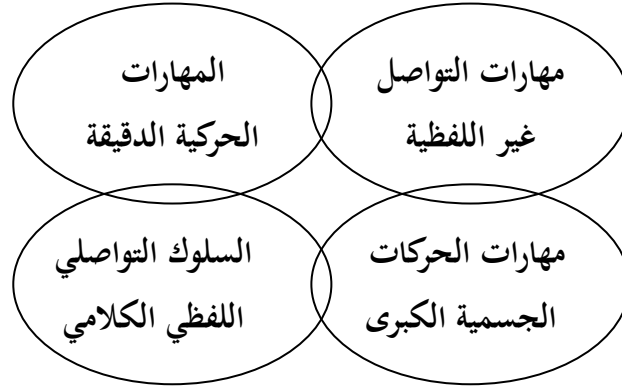 مهارات التواصل
غير اللفظية
المهارات
الحركية الدقيقة
مهارات الحركات
الجسمية الكبرى
السلوك التواصلي
اللفظي الكلامي